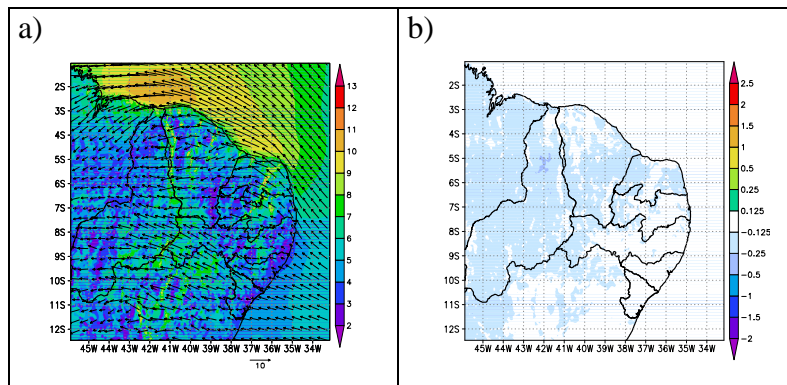 a)
2S
3S
4S
5S
6S
7S
8S
9S
10S
11S
12S
45W 44W 43W 42W 41W 40W 39W 38W 37W 36W 35W 34W
10
13
12
11
10
9
8
7
6
5
4
3
2
b)
2S
3S
4S
5S
6S
7S
8S
9S
10S
11S
12S
45W 44W 43W 42W 41W 40W 39W 38W 37W 36W 35W 34W
2.5
2
1.5
1
0.5
0.25
0.125
-0.125
-0.25
-0.5
-1
-1.5
-2